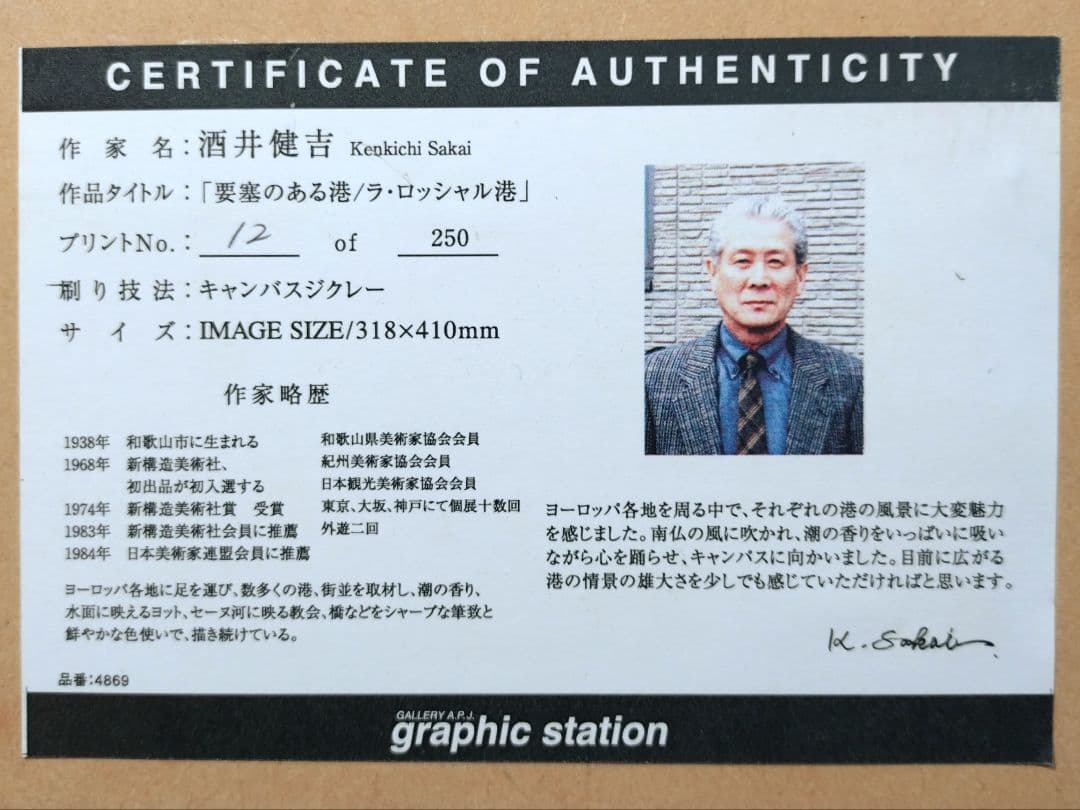 CERTIFICATE OF AUTHENTICITY
作家名：酒井健吉 Kenkichi Sakai
作品タイトル：「要塞のある港/ラ・ロッシャル港」
プリントNo.： 12 of 250
刷り技法：キャンバスジクレー
サイズ：IMAGE SIZE/318×410mm
作家略歴
1938年 和歌山市に生まれる
1968年 新構造美術社、
初出品が初入選する
1974年 新構造美術社賞 受賞
1983年 新構造美術社会員に推薦
1984年 日本美術家連盟会員に推薦
和歌山県美術家協会会員
紀州美術家協会会員
日本観光美術家協会会員
東京、大坂、神戸にて個展十数回
外遊二回
ヨーロッパ各地に足を運び、数多くの港、街並を取材し、潮の香り、
水面に映えるヨット、セーヌ河に映る教会、橋などをシャープな筆致と
鮮やかな色使いで、描き続けている。
品番：4869
ヨーロッパ各地を周る中で、それぞれの港の風景に大変魅力
を感じました。南仏の風に吹かれ、潮の香りをいっぱいに吸い
ながら心を踊らせ、キャンバスに向かいました。目前に広がる
港の情景の雄大さを少しでも感じていただければと思います。
K. Sakai
GALLERY A.P.J.
graphic station